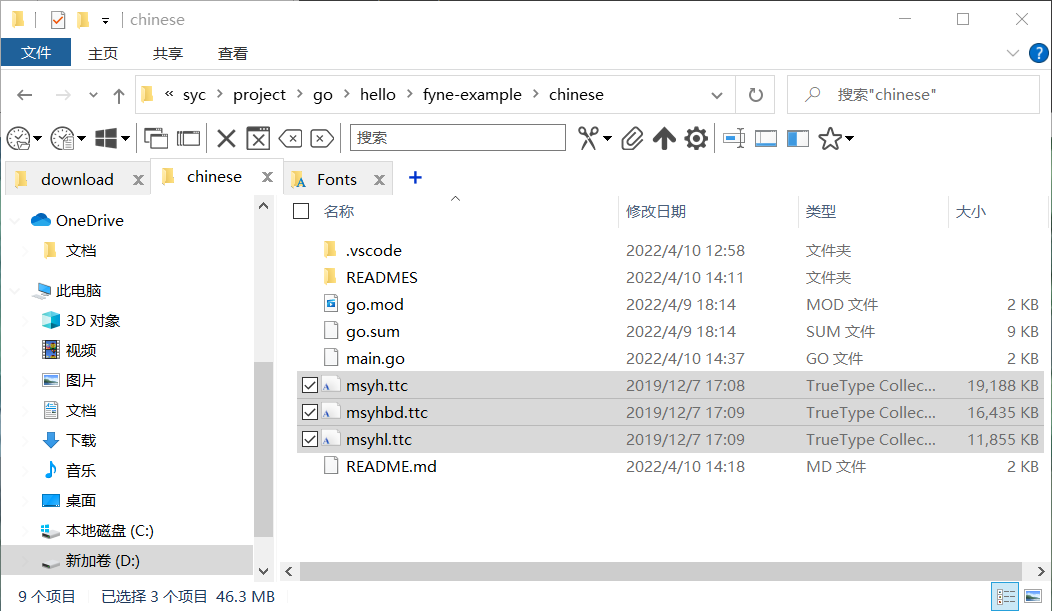 chinese
文件 主页 共享 查看 ?
« syc › project › go › hello › fyne-example › chinese 搜索"chinese"
搜索
download chinese Fonts
名称 修改日期 类型 大小
OneDrive
文档
此电脑
3D 对象
视频
图片
文档
下载
音乐
桌面
本地磁盘 (C:)
新加卷 (D:)
.vscode 2022/4/10 12:58 文件夹
READMES 2022/4/10 14:11 文件夹
go.mod 2022/4/9 18:14 MOD 文件 2 KB
go.sum 2022/4/9 18:14 SUM 文件 9 KB
main.go 2022/4/10 14:37 GO 文件 2 KB
msyh.ttc 2019/12/7 17:08 TrueType Collec... 19,188 KB
msyhbd.ttc 2019/12/7 17:09 TrueType Collec... 16,435 KB
msyhl.ttc 2019/12/7 17:09 TrueType Collec... 11,855 KB
README.md 2022/4/10 14:18 MD 文件 2 KB
9 个项目 已选择 3 个项目 46.3 MB